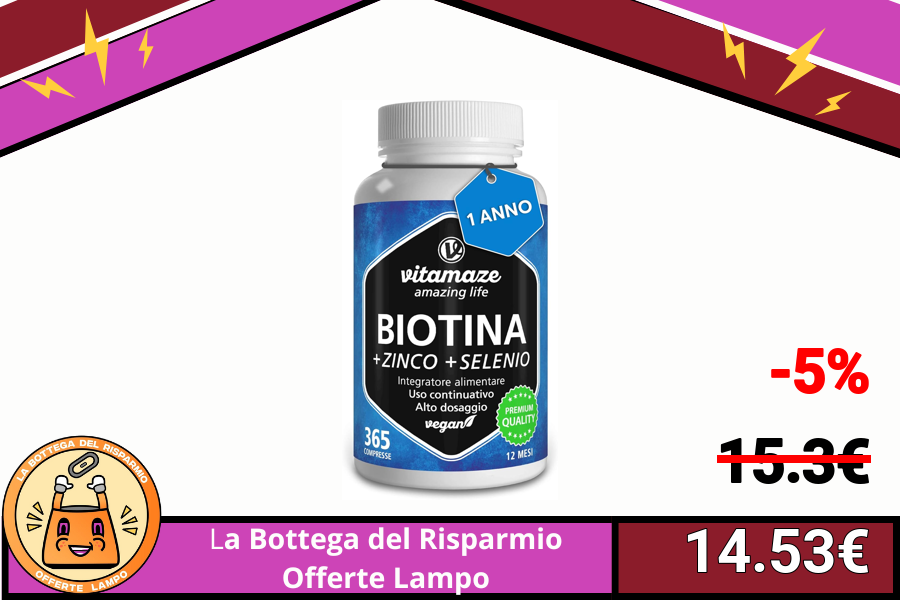 1 ANNO
vitamaze
amazing life
BIOTINA
+ZINCO +SELENIO
Integratore alimentare
Uso continuativo
Alto dosaggio
vegan
PREMIUM
QUALITY
365
COMPRESSE
12 MESI
-5%
15.3€
LA BOTTEGA DEL RISPARMIO
OFFERTE LAMPO
La Bottega del Risparmio
Offerte Lampo
14.53€